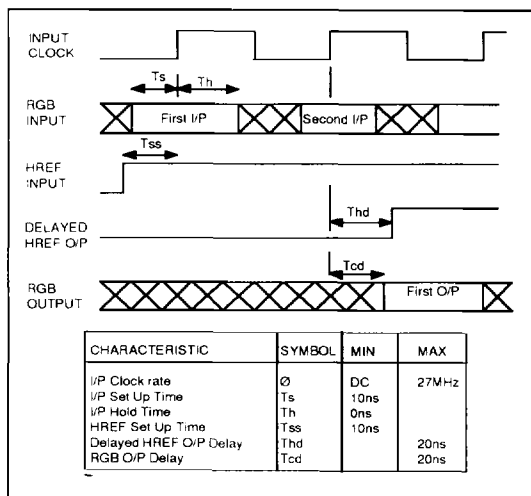 INPUT
CLOCK
Ts
Th
RGB
INPUT
First I/P
Second I/P
Tss
HREF
INPUT
Thd
DELAYED
HREF O/P
Tcd
RGB
OUTPUT
First O/P
CHARACTERISTIC SYMBOL MIN MAX
I/P Clock rate Ø DC 27MHz
I/P Set Up Time Ts 10ns
I/P Hold Time Th 0ns
HREF Set Up Time Tss 10ns
Delayed HREF O/P Delay Thd 20ns
RGB O/P Delay Tcd 20ns